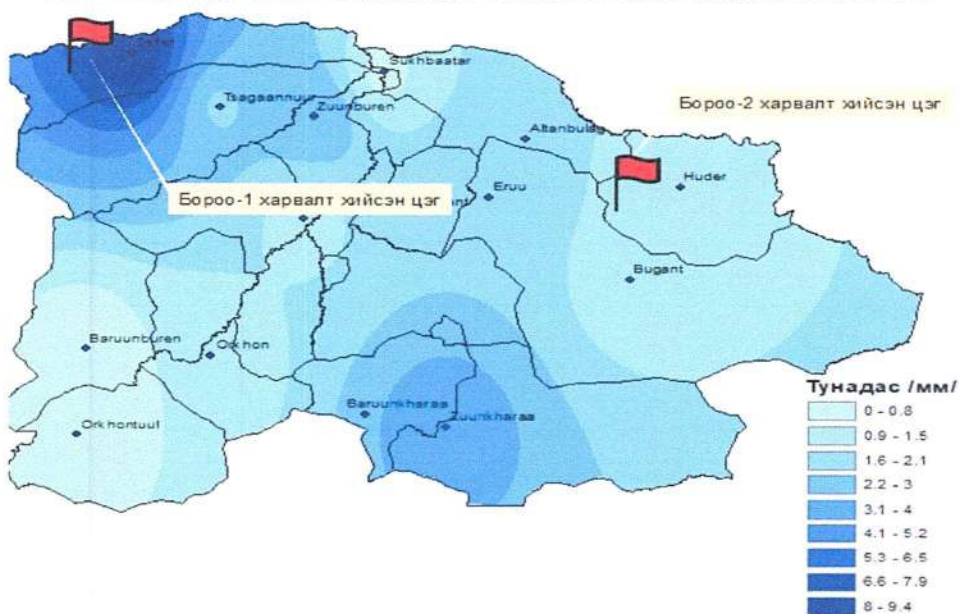 Sukhbaatar
Tsagaannuur
Zuunburen
Бороо-2 харвалт хийсэн цэг
Altanbulag
Huder
Бороо-1 харвалт хийсэн цэг
Eruu
Bugant
Baruunburen
Orkhon
Тунадас /мм/
Baruunkharaa
0 - 0.8
Zuunkharaa
Orkhontuul
0.9 - 1.5
1.6 - 2.1
2.2 - 3
3.1 - 4
4.1 - 5.2
5.3 - 6.5
6.6 - 7.9
8 - 9.4